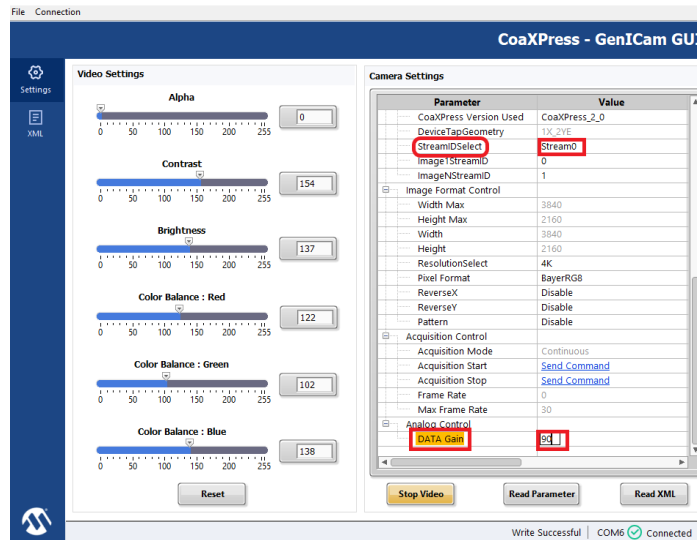 File Connection
CoaXPress - GenICam GUI
Settings
XML
Video Settings
Alpha
0
0 50 100 150 200 255
Contrast
154
0 50 100 150 200 255
Brightness
137
0 50 100 150 200 255
Color Balance : Red
122
0 50 100 150 200 255
Color Balance : Green
102
0 50 100 150 200 255
Color Balance : Blue
138
0 50 100 150 200 255
Reset
Camera Settings
Parameter Value
CoaXPress Version Used CoaXPress_2_0
DeviceTapGeometry 1X_2YE
StreamIDSelect Stream0
Image1StreamID 0
ImageNStreamID 1
Image Format Control
Width Max 3840
Height Max 2160
Width 3840
Height 2160
ResolutionSelect 4K
Pixel Format BayerRG8
ReverseX Disable
ReverseY Disable
Pattern Disable
Acquisition Control
Acquisition Mode Continuous
Acquisition Start Send Command
Acquisition Stop Send Command
Frame Rate 0
Max Frame Rate 30
Analog Control
DATA Gain 90
Stop Video Read Parameter Read XML
Write Successful COM6 Connected